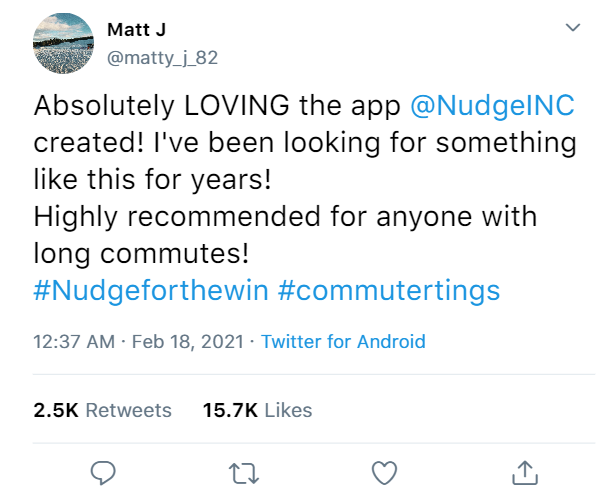 Matt J
@matty_j_82
Absolutely LOVING the app @NudgeINC
created! I've been looking for something
like this for years!
Highly recommended for anyone with
long commutes!
#Nudgeforthewin #commutertings
12:37 AM · Feb 18, 2021 · Twitter for Android
2.5K Retweets 15.7K Likes